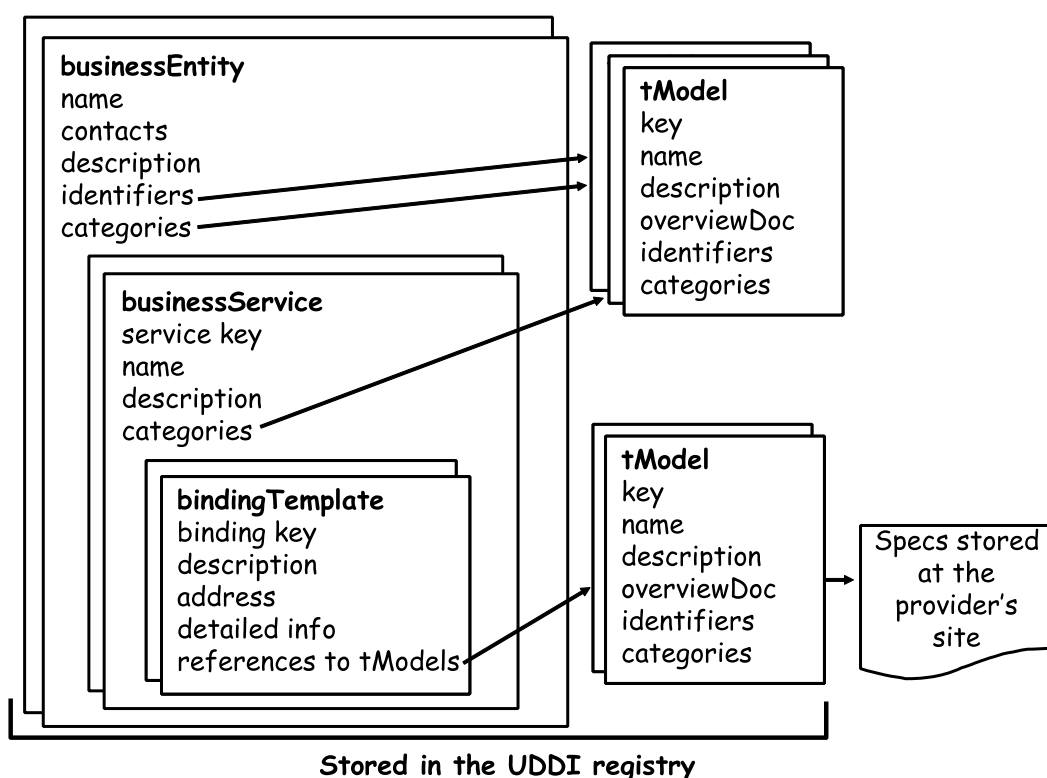 businessEntity
name
contacts
description
identifiers
categories
businessService
service key
name
description
categories
bindingTemplate
binding key
description
address
detailed info
references to tModels
tModel
key
name
description
overviewDoc
identifiers
categories
tModel
key
name
description
overviewDoc
identifiers
categories
Specs stored
at the
provider's
site
Stored in the UDDI registry